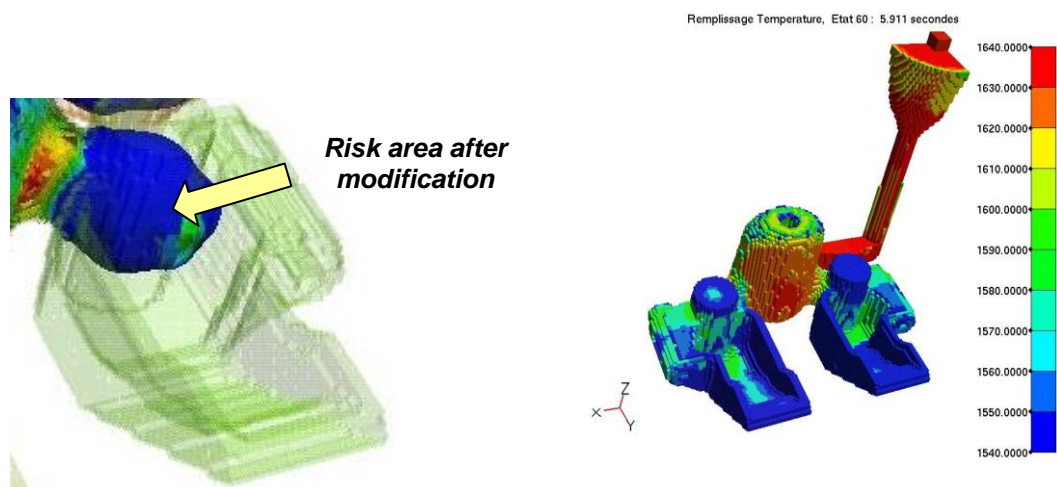 Risk area after
modification
Remplissage Temperature, Etat 60 : 5.911 secondes
1640.0000
1630.0000
1620.0000
1610.0000
1600.0000
1590.0000
1580.0000
1570.0000
1560.0000
1550.0000
1540.0000
Z
X
Y